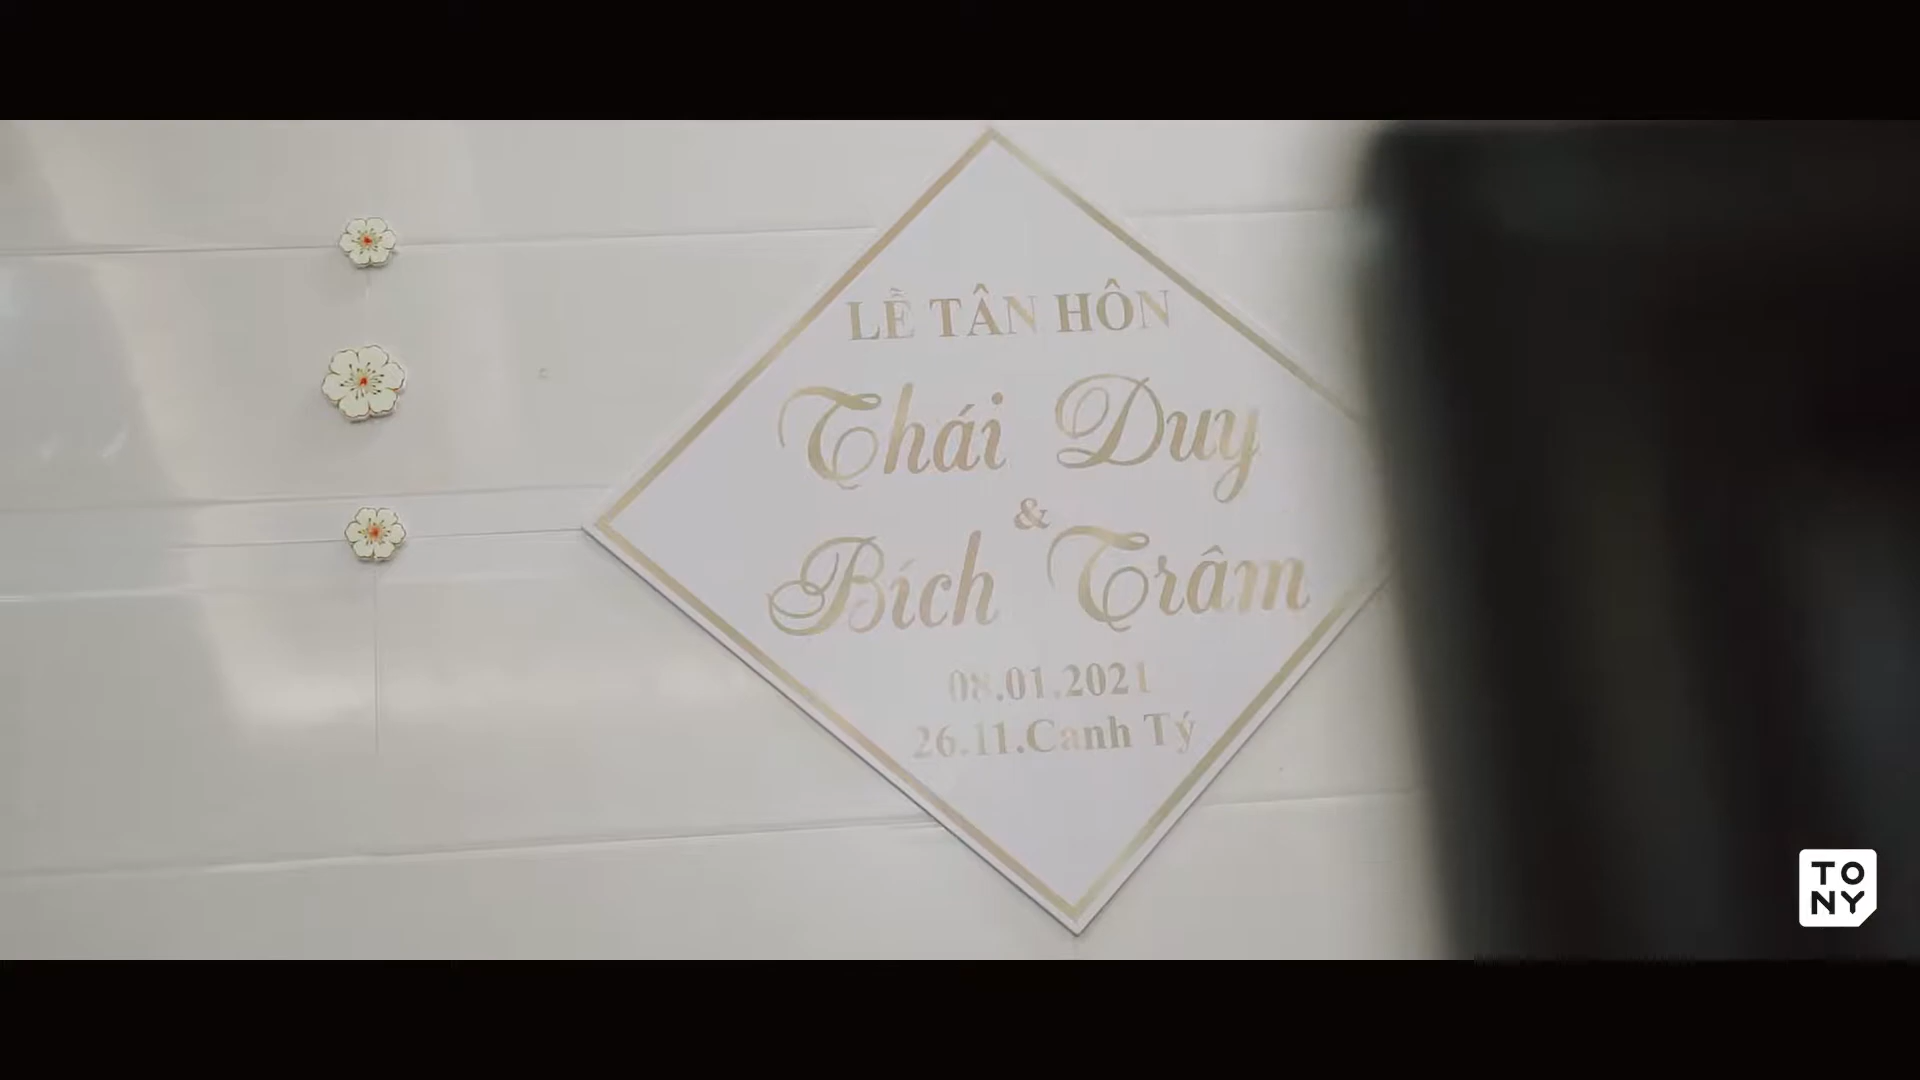 LỄ TÂN HÔN
Thái Duy
&
Bích Trâm
08.01.2021
26.11.Canh Tý
TO
NY